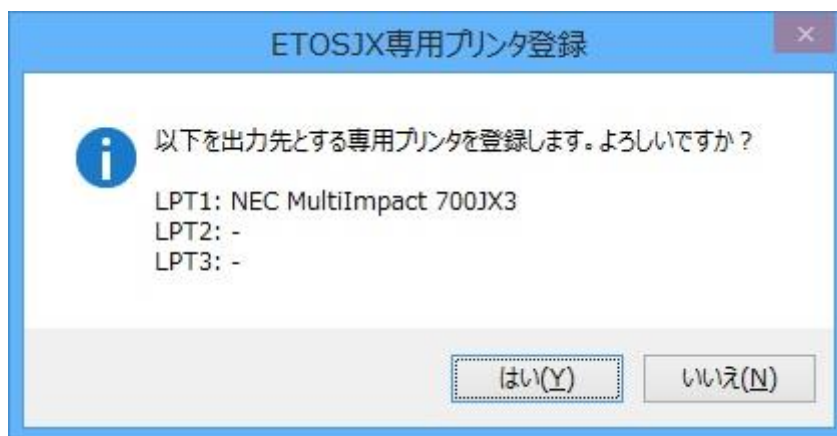 ETOSJX専用プリンタ登録
以下を出力先とする専用プリンタを登録します。よろしいですか？
LPT1: NEC MultiImpact 700JX3
LPT2: -
LPT3: -
はい(Y)
いいえ(N)